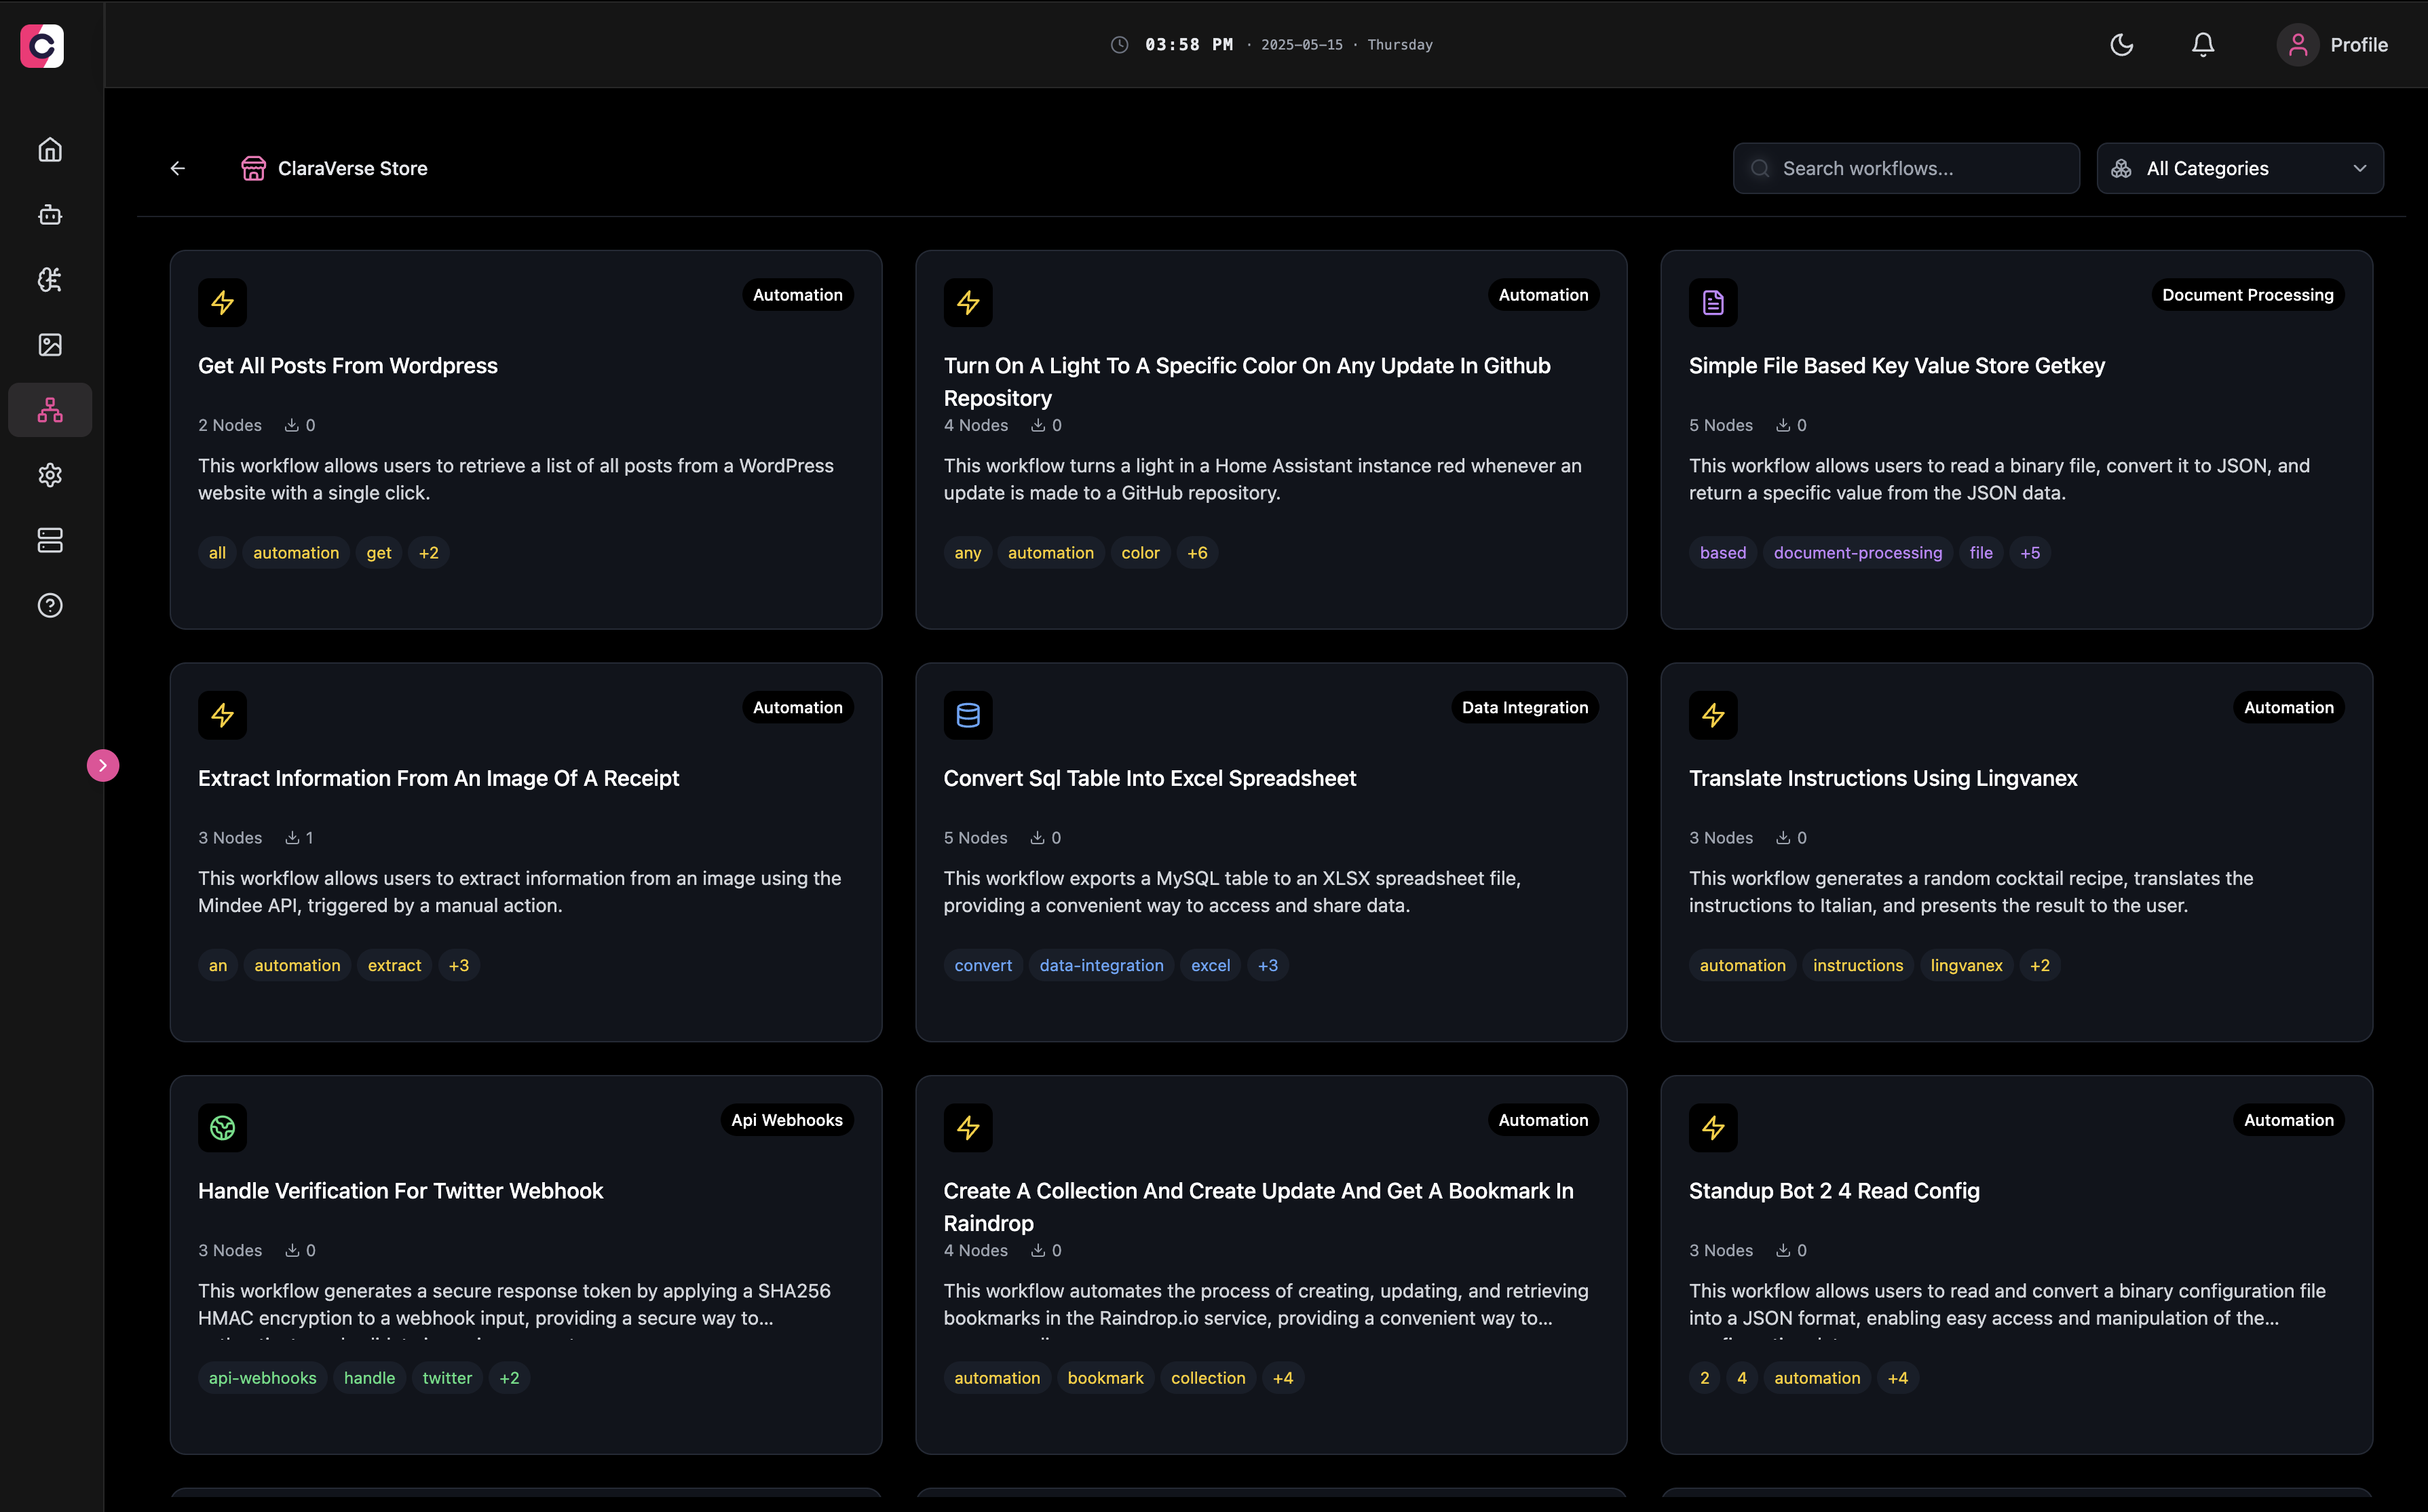 03:58 PM · 2025-05-15 · Thursday
Profile
ClaraVerse Store
Search workflows...
All Categories
Automation
Get All Posts From Wordpress
2 Nodes 0
This workflow allows users to retrieve a list of all posts from a WordPress
website with a single click.
all automation get +2
Automation
Turn On A Light To A Specific Color On Any Update In Github
Repository
4 Nodes 0
This workflow turns a light in a Home Assistant instance red whenever an
update is made to a GitHub repository.
any automation color +6
Document Processing
Simple File Based Key Value Store Getkey
5 Nodes 0
This workflow allows users to read a binary file, convert it to JSON, and
return a specific value from the JSON data.
based document-processing file +5
Automation
Extract Information From An Image Of A Receipt
3 Nodes 1
This workflow allows users to extract information from an image using the
Mindee API, triggered by a manual action.
an automation extract +3
Data Integration
Convert Sql Table Into Excel Spreadsheet
5 Nodes 0
This workflow exports a MySQL table to an XLSX spreadsheet file,
providing a convenient way to access and share data.
convert data-integration excel +3
Automation
Translate Instructions Using Lingvanex
3 Nodes 0
This workflow generates a random cocktail recipe, translates the
instructions to Italian, and presents the result to the user.
automation instructions lingvanex +2
Api Webhooks
Handle Verification For Twitter Webhook
3 Nodes 0
This workflow generates a secure response token by applying a SHA256
HMAC encryption to a webhook input, providing a secure way to...
api-webhooks handle twitter +2
Automation
Create A Collection And Create Update And Get A Bookmark In
Raindrop
4 Nodes 0
This workflow automates the process of creating, updating, and retrieving
bookmarks in the Raindrop.io service, providing a convenient way to...
automation bookmark collection +4
Automation
Standup Bot 2 4 Read Config
3 Nodes 0
This workflow allows users to read and convert a binary configuration file
into a JSON format, enabling easy access and manipulation of the...
2 4 automation +4